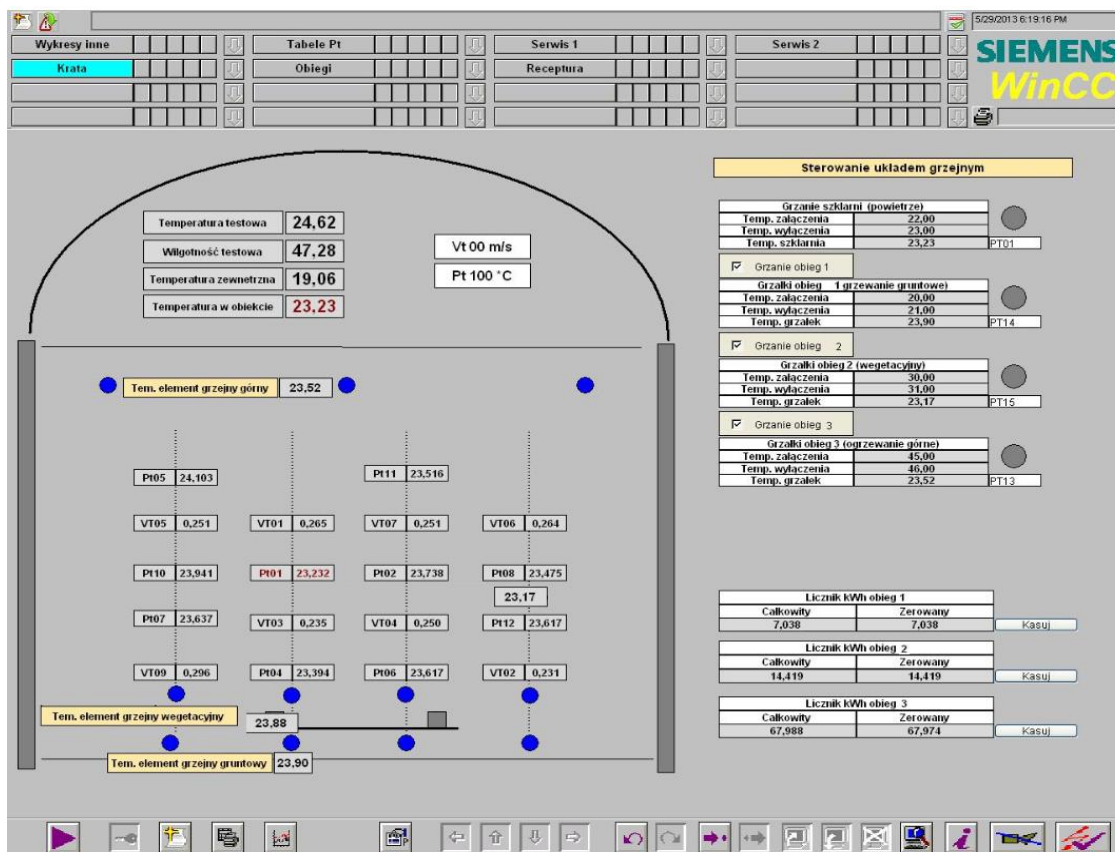 5/29/2013 6:19:16 PM
Wykresy inne Tabele Pt Serwis 1 Serwis 2
SIEMENS
Krata Obiegi Receptura
WinCC
Sterowanie układem grzejnym
Temperatura testowa 24,62
Wilgotność testowa 47,28
Temperatura zewnetrzna 19,06
Temperatura w obiekcie 23,23
Vt 00 m/s
Pt 100 °C
Grzanie szklarni (powietrze)
Temp. załączenia 22,00
Temp. wyłączenia 23,00
Temp. szklarnia 23,23 PT01
Grzanie obieg 1
Grzałki obieg 1 grzewanie gruntowe)
Temp. załączenia 20,00
Temp. wyłączenia 21,00
Temp. grzałek 23,90 PT14
Grzanie obieg 2
Grzałki obieg 2 (wegetacyjny)
Temp. załączenia 30,00
Temp. wyłączenia 31,00
Temp. grzałek 23,17 PT15
Grzanie obieg 3
Grzałki obieg 3 (ogrzewanie górne)
Temp. załączenia 45,00
Temp. wyłączenia 46,00
Temp. grzałek 23,52 PT13
Tem. element grzejny górny 23,52
Pt05 24,103 Pt11 23,516
VT05 0,251 VT01 0,265 VT07 0,251 VT06 0,264
Pt10 23,941 Pt01 23,232 Pt02 23,738 Pt08 23,475
23,17
Pt07 23,637 VT03 0,235 VT04 0,250 Pt12 23,617
VT09 0,296 Pt04 23,394 Pt06 23,617 VT02 0,231
Tem. element grzejny wegetacyjny 23,88
Tem. element grzejny gruntowy 23,90
Licznik kWh obieg 1
Całkowity Zerowany
7,038 7,038 Kasuj
Licznik kWh obieg 2
Całkowity Zerowany
14,419 14,419 Kasuj
Licznik kWh obieg 3
Całkowity Zerowany
67,988 67,974 Kasuj